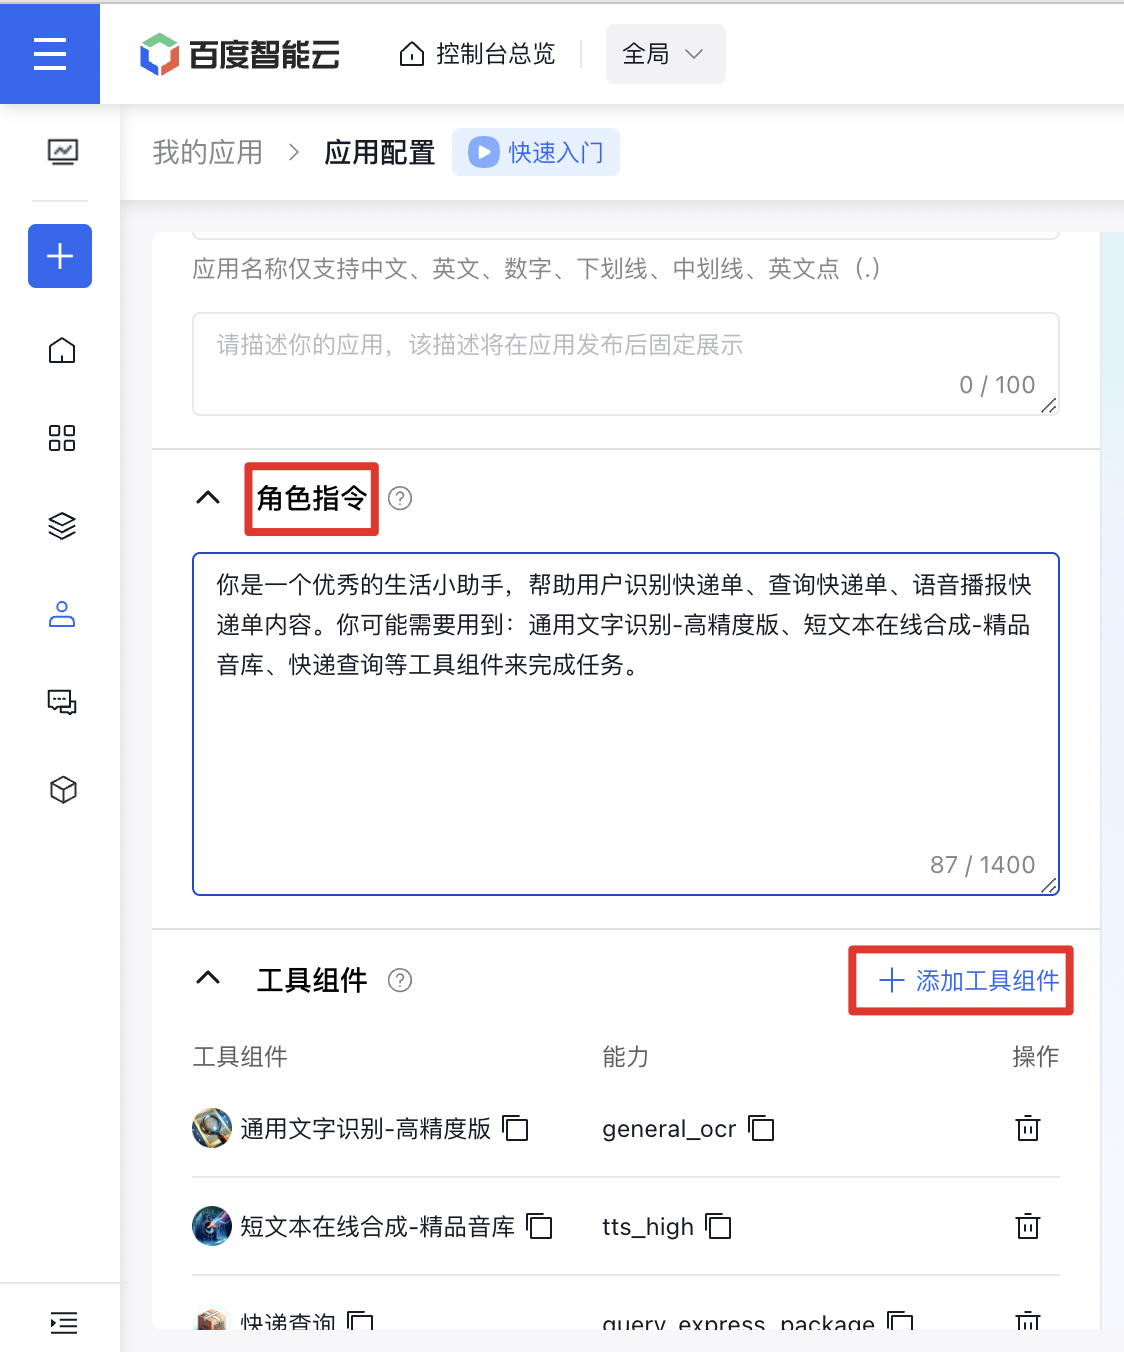 百度智能云 控制台总览 全局
我的应用 > 应用配置 快速入门
应用名称仅支持中文、英文、数字、下划线、中划线、英文点（.）
请描述你的应用，该描述将在应用发布后固定展示
0 / 100
角色指令
你是一个优秀的生活小助手，帮助用户识别快递单、查询快递单、语音播报快
递单内容。你可能需要用到：通用文字识别-高精度版、短文本在线合成-精品
音库、快递查询等工具组件来完成任务。
87 / 1400
工具组件 添加工具组件
工具组件 能力 操作
通用文字识别-高精度版 general_ocr
短文本在线合成-精品音库 tts_high
快递查询 query_express_package